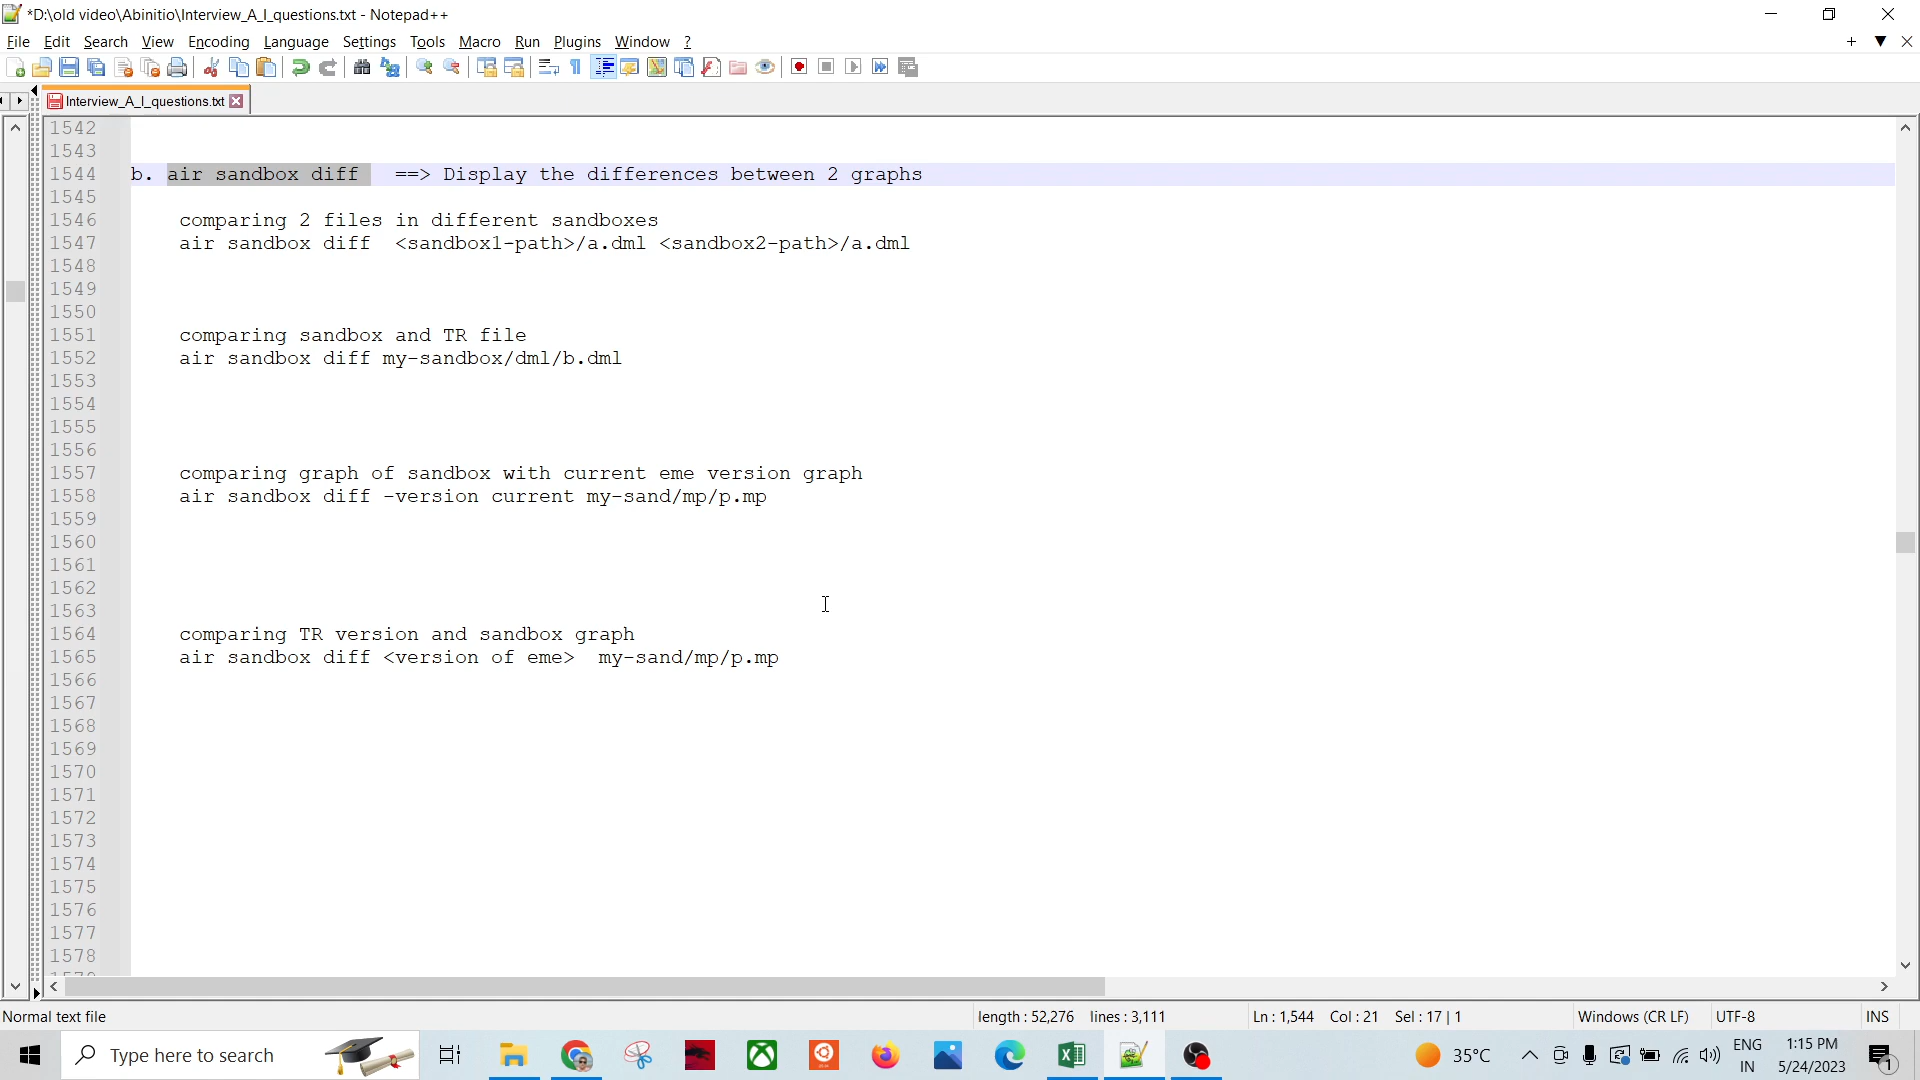 *D:\old video\Abinitio\Interview_A_I_questions.txt - Notepad++
File Edit Search View Encoding Language Settings Tools Macro Run Plugins Window ?
Interview_A_I_questions.txt
1542
1543
1544 b. air sandbox diff ==> Display the differences between 2 graphs
1545
1546 comparing 2 files in different sandboxes
1547 air sandbox diff <sandbox1-path>/a.dml <sandbox2-path>/a.dml
1548
1549
1550
1551 comparing sandbox and TR file
1552 air sandbox diff my-sandbox/dml/b.dml
1553
1554
1555
1556
1557 comparing graph of sandbox with current eme version graph
1558 air sandbox diff -version current my-sand/mp/p.mp
1559
1560
1561
1562
1563
1564 comparing TR version and sandbox graph
1565 air sandbox diff <version of eme> my-sand/mp/p.mp
1566
1567
1568
1569
1570
1571
1572
1573
1574
1575
1576
1577
1578
Normal text file length : 52,276 lines : 3,111 Ln : 1,544 Col : 21 Sel : 17 | 1 Windows (CR LF) UTF-8 INS
Type here to search 35°C ENG IN 1:15 PM 5/24/2023 1